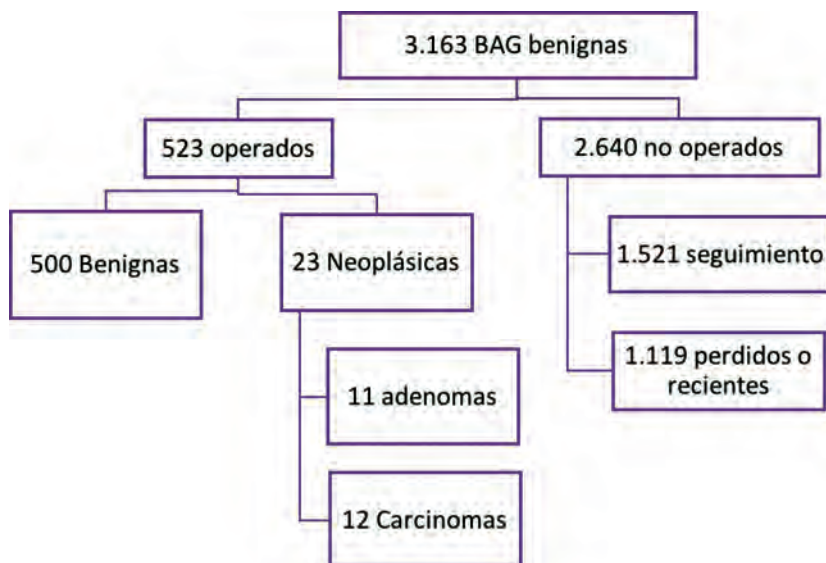 3.163 BAG benignas
523 operados
2.640 no operados
500 Benignas
23 Neoplásicas
1.521 seguimiento
11 adenomas
1.119 perdidos o
recientes
12 Carcinomas